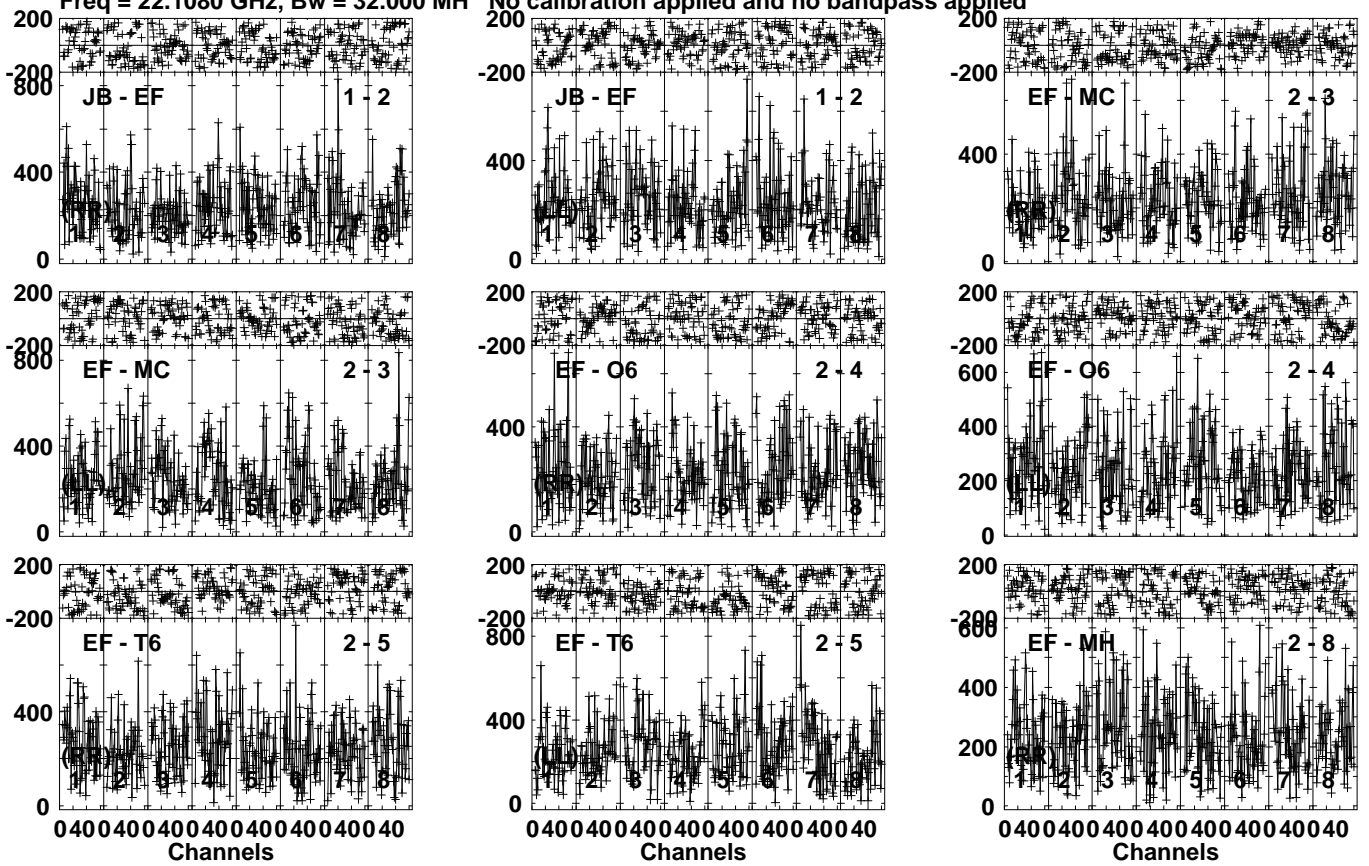 Freq = 22.1080 GHz, Bw = 32.000 MH No calibration applied and no bandpass applied
200
-200
800
400
0
JB - EF 1 - 2
(RR)
1 2 3 4 5 6 7 8
200
-200
400
0
JB - EF 1 - 2
(LL)
1 2 3 4 5 6 7 8
200
-200
400
0
EF - MC 2 - 3
(RR)
1 2 3 4 5 6 7 8
200
-200
800
400
0
EF - MC 2 - 3
(LL)
1 2 3 4 5 6 7 8
200
-200
400
0
EF - O6 2 - 4
(RR)
1 2 3 4 5 6 7 8
200
-200
600
400
200
0
EF - O6 2 - 4
(LL)
1 2 3 4 5 6 7 8
200
-200
400
0
EF - T6 2 - 5
(RR)
1 2 3 4 5 6 7 8
0 40 0 40 0 40 0 40 0 40 0 40 0 40 0 40
Channels
200
-200
800
400
0
EF - T6 2 - 5
(LL)
1 2 3 4 5 6 7 8
0 40 0 40 0 40 0 40 0 40 0 40 0 40 0 40
Channels
200
-200
600
400
200
0
EF - MH 2 - 8
(RR)
1 2 3 4 5 6 7 8
0 40 0 40 0 40 0 40 0 40 0 40 0 40 0 40
Channels